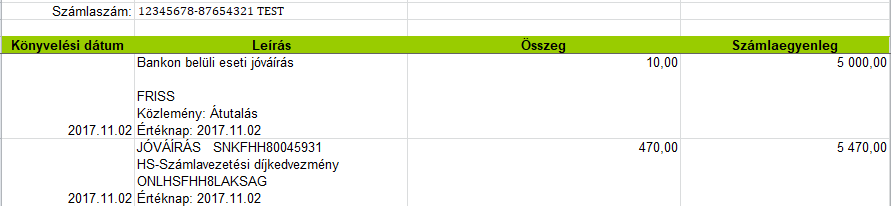 Számlaszám: 12345678-87654321 TEST
Könyvelési dátum Leírás Összeg Számlaegyenleg
Bankon belüli eseti jóváírás 10,00 5 000,00
FRISS
Közlemény: Átutalás
2017.11.02 Értéknap: 2017.11.02
JÓVÁÍRÁS SNKFHH80045931 470,00 5 470,00
HS-Számlavezetési díjkedvezmény
ONLHSFHH8LAKSAG
2017.11.02 Értéknap: 2017.11.02